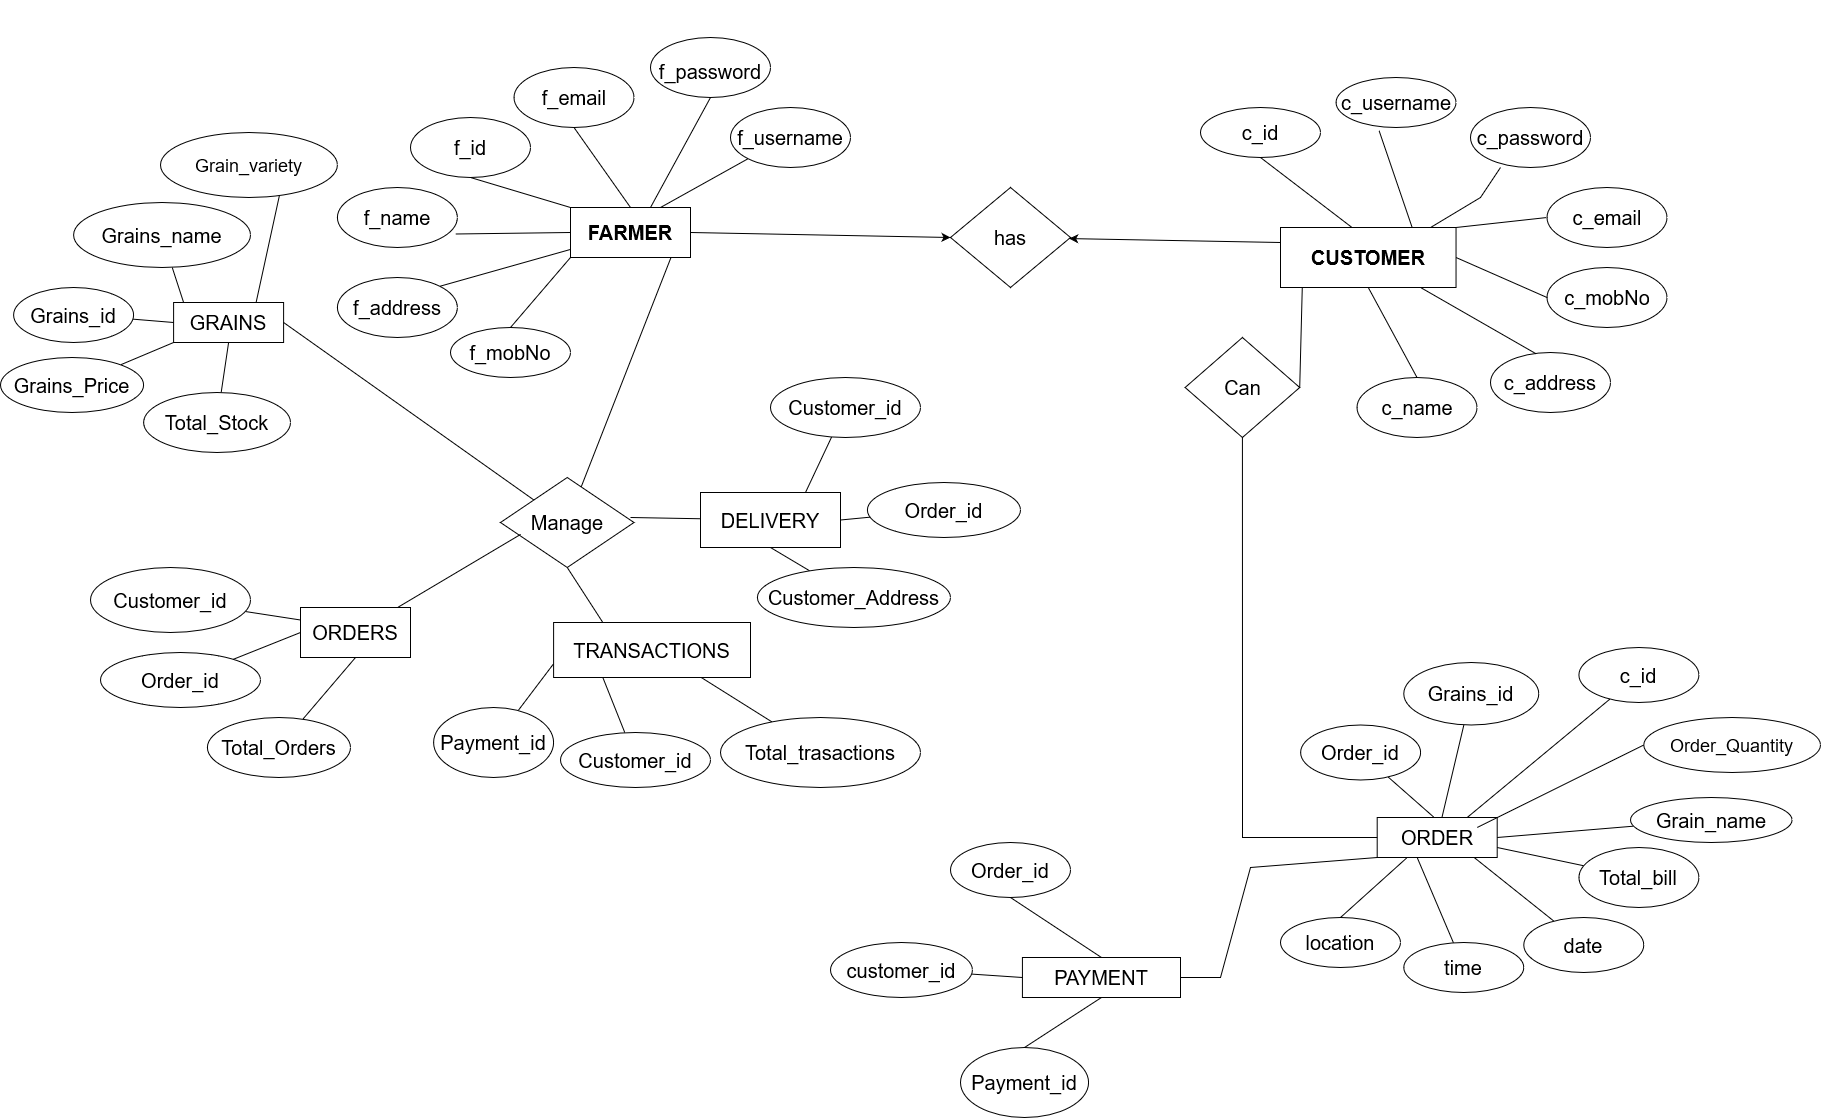 f_password
f_email
c_username
f_username
c_id
c_password
f_id
Grain_variety
f_name
c_email
FARMER
Grains_name
has
CUSTOMER
c_mobNo
f_address
Grains_id
GRAINS
f_mobNo
Grains_Price
Can
c_address
Customer_id
c_name
Total_Stock
Order_id
DELIVERY
Manage
Customer_Address
Customer_id
ORDERS
TRANSACTIONS
c_id
Order_id
Grains_id
Payment_id
Total_Orders
Customer_id
Total_trasactions
Order_id
Order_Quantity
Grain_name
ORDER
Order_id
Total_bill
location
date
time
customer_id
PAYMENT
Payment_id